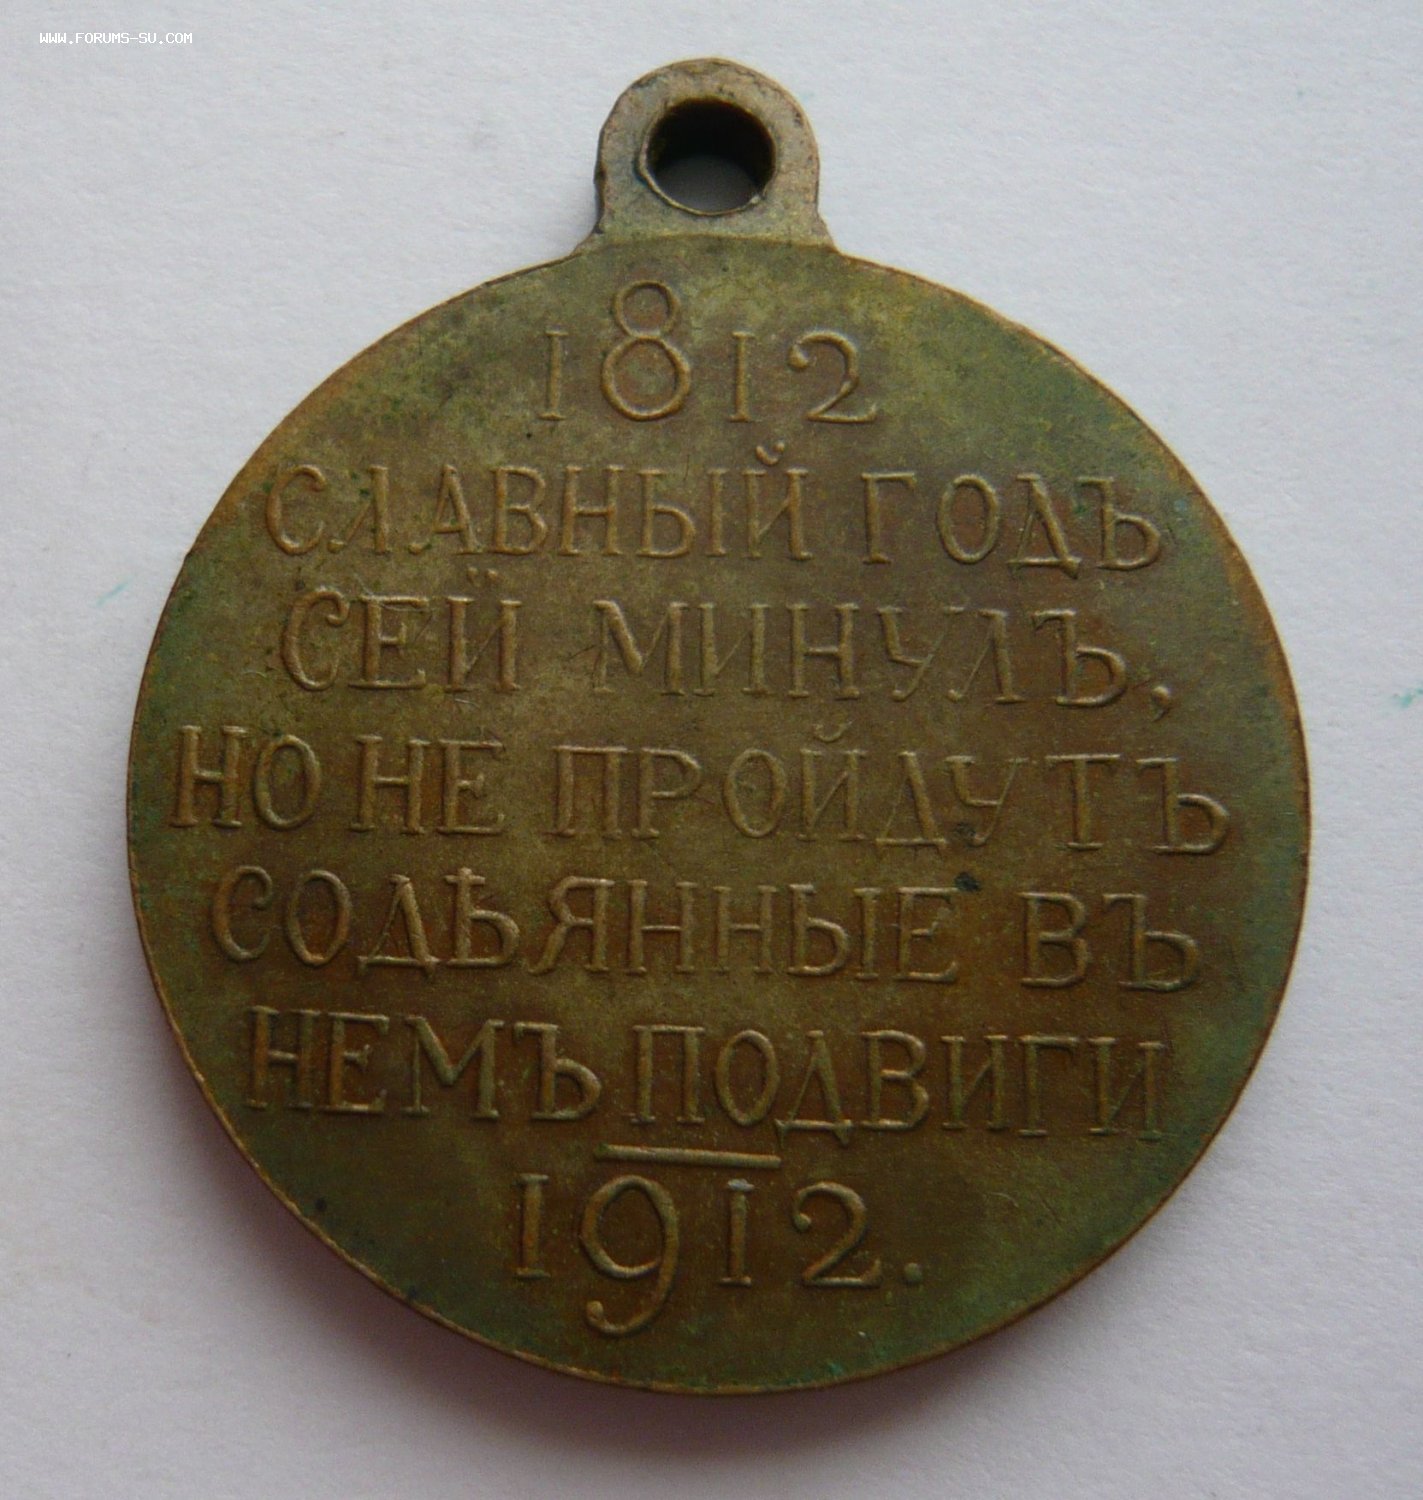 WWW.FORUMS-SU.COM
1812
СЛАВНЫЙ ГОДЪ
СЕЙ МИНУЛЪ,
НО НЕ ПРОЙДУТЪ
СОДѢЯННЫЕ ВЪ
НЕМЪ ПОДВИГИ
1912.